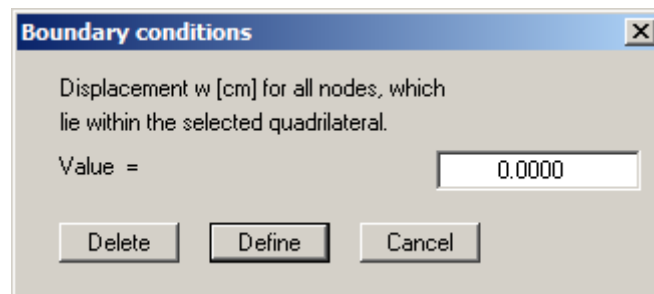 Boundary conditions
Displacement w [cm] for all nodes, which
lie within the selected quadrilateral.
Value = 0.0000
Delete Define Cancel